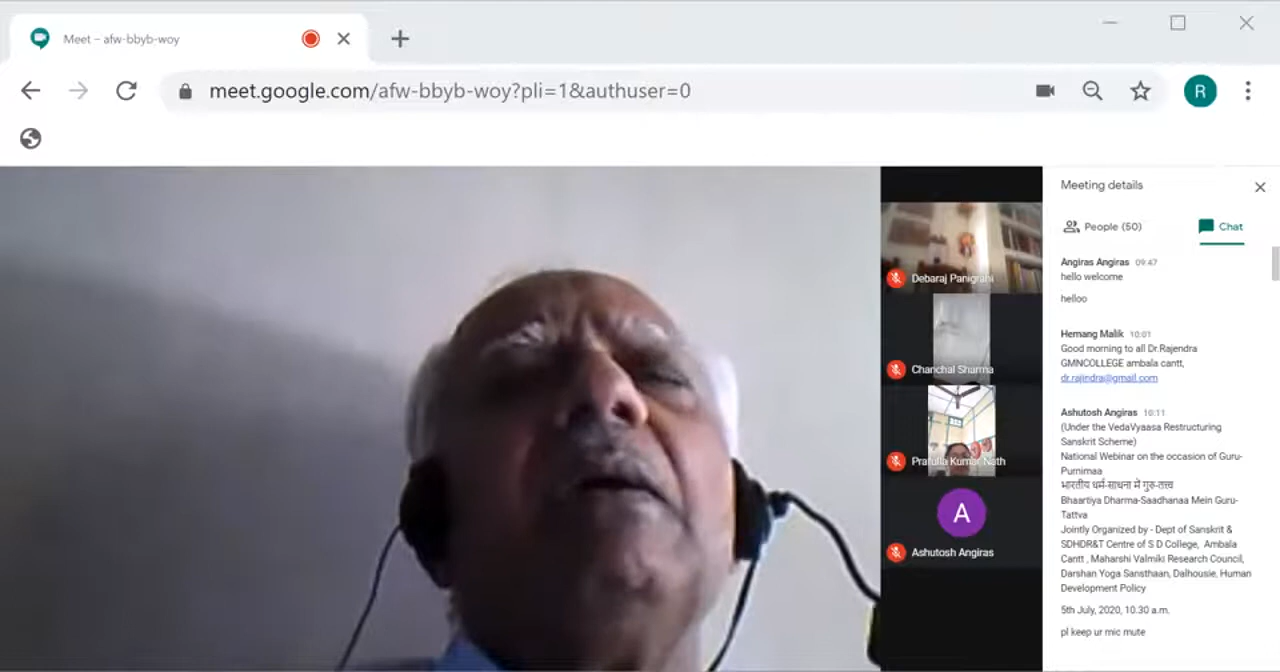 Meet – afw-bbyb-woy
meet.google.com/afw-bbyb-woy?pli=1&authuser=0
R
Meeting details
People (50)
Chat
Debaraj Panigrahi
Chanchal Sharma
Prafulla Kumar Nath
A
Ashutosh Angiras
Angiras Angiras 09:47
hello welcome
helloo
Hemang Malik 10:01
Good morning to all Dr.Rajendra
GMNCOLLEGE ambala cantt,
dr.rajindra@gmail.com
Ashutosh Angiras 10:11
(Under the VedaVyaasa Restructuring
Sanskrit Scheme)
National Webinar on the occasion of Guru-
Purnimaa
भारतीय धर्म-साधना में गुरु-तत्त्व
Bhaartiya Dharma-Saadhanaa Mein Guru-
Tattva
Jointly Organized by - Dept of Sanskrit &
SDHDR&T Centre of S D College, Ambala
Cantt , Maharshi Valmiki Research Council,
Darshan Yoga Sansthaan, Dalhousie, Human
Development Policy
5th July, 2020, 10.30 a.m.
pl keep ur mic mute